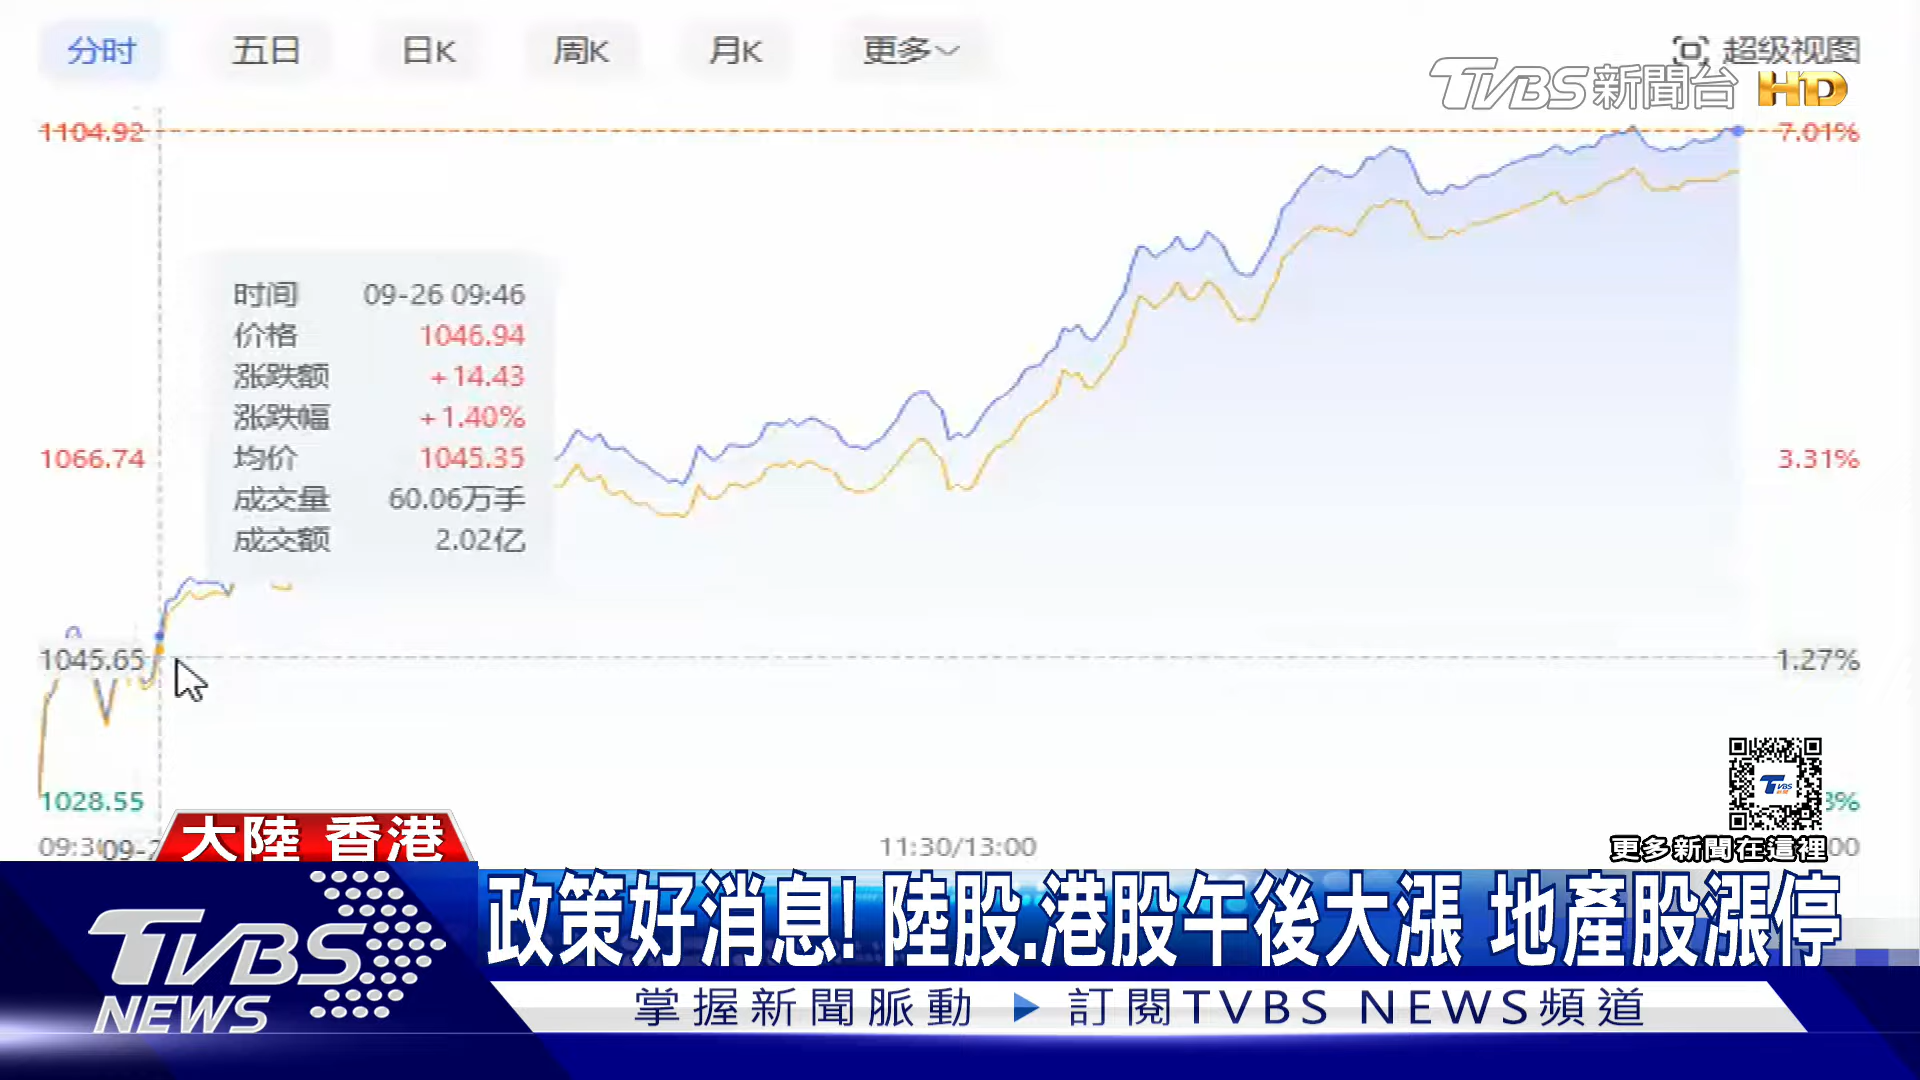 分时 五日 日K 周K 月K 更多 超级视图
TVBS新聞台 HD
1104.92 7.01%
时间 09-26 09:46
价格 1046.94
涨跌额 +14.43
涨跌幅 +1.40%
均价 1045.35
成交量 60.06万手
成交额 2.02亿
1066.74 3.31%
1045.65 1.27%
1028.55
11:30/13:00
TVBS
更多新聞在這裡
大陸 香港
政策好消息! 陸股.港股午後大漲 地產股漲停
TVBS NEWS
掌握新聞脈動 ▶ 訂閱TVBS NEWS頻道